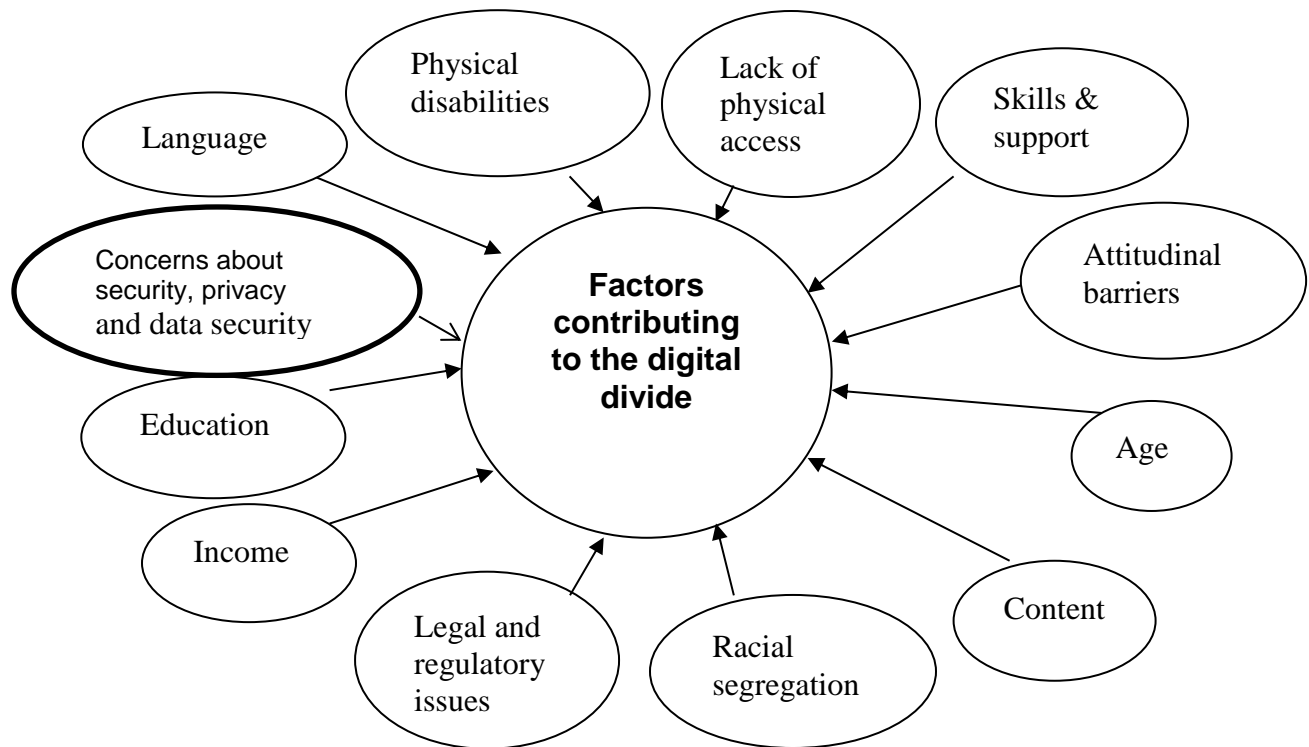 Physical
disabilities
Lack of
physical
access
Skills &
support
Language
Concerns about
security, privacy
and data security
Factors
contributing
to the digital
divide
Attitudinal
barriers
Education
Age
Income
Content
Legal and
regulatory
issues
Racial
segregation